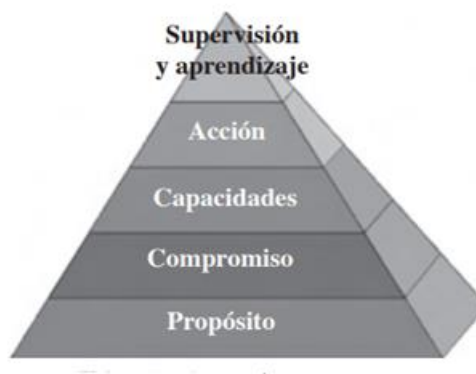 Supervisión
y aprendizaje
Acción
Capacidades
Compromiso
Propósito